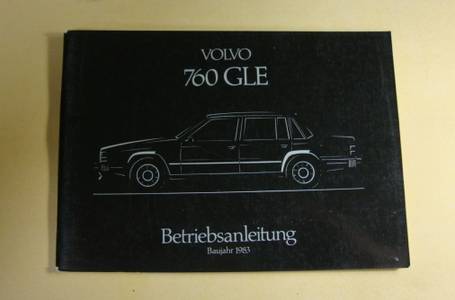 VOLVO
760 GLE
Betriebsanleitung
Baujahr 1983